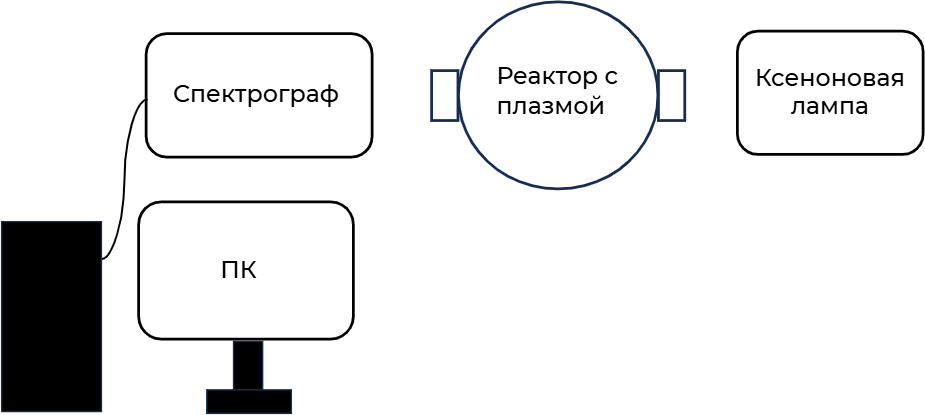 Спектрограф
Реактор с
плазмой
Ксеноновая
лампа
ПК